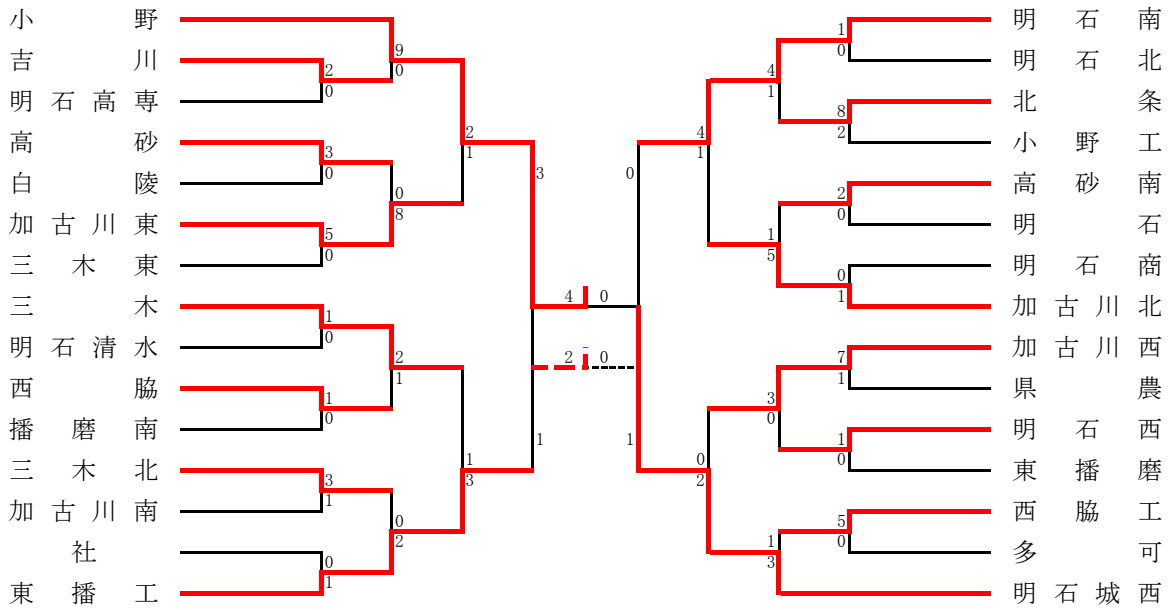 小野
吉川
明石高専
高砂
白陵
加古川東
三木東
三木
明石清水
西脇
播磨南
三木北
加古川南
社
東播工
9
0
2
0
3
0
0
8
5
0
2
1
1
0
2
1
1
0
3
1
0
2
0
1
1
3
3
1
4 0
2 0
0
1
4
1
0
2
4
1
1
5
3
0
1
3
1
0
8
2
2
0
0
1
7
1
1
0
5
0
明石南
明石北
北条
小野工
高砂南
明石
明石商
加古川北
加古川西
県農
明石西
東播磨
西脇工
多可
明石城西